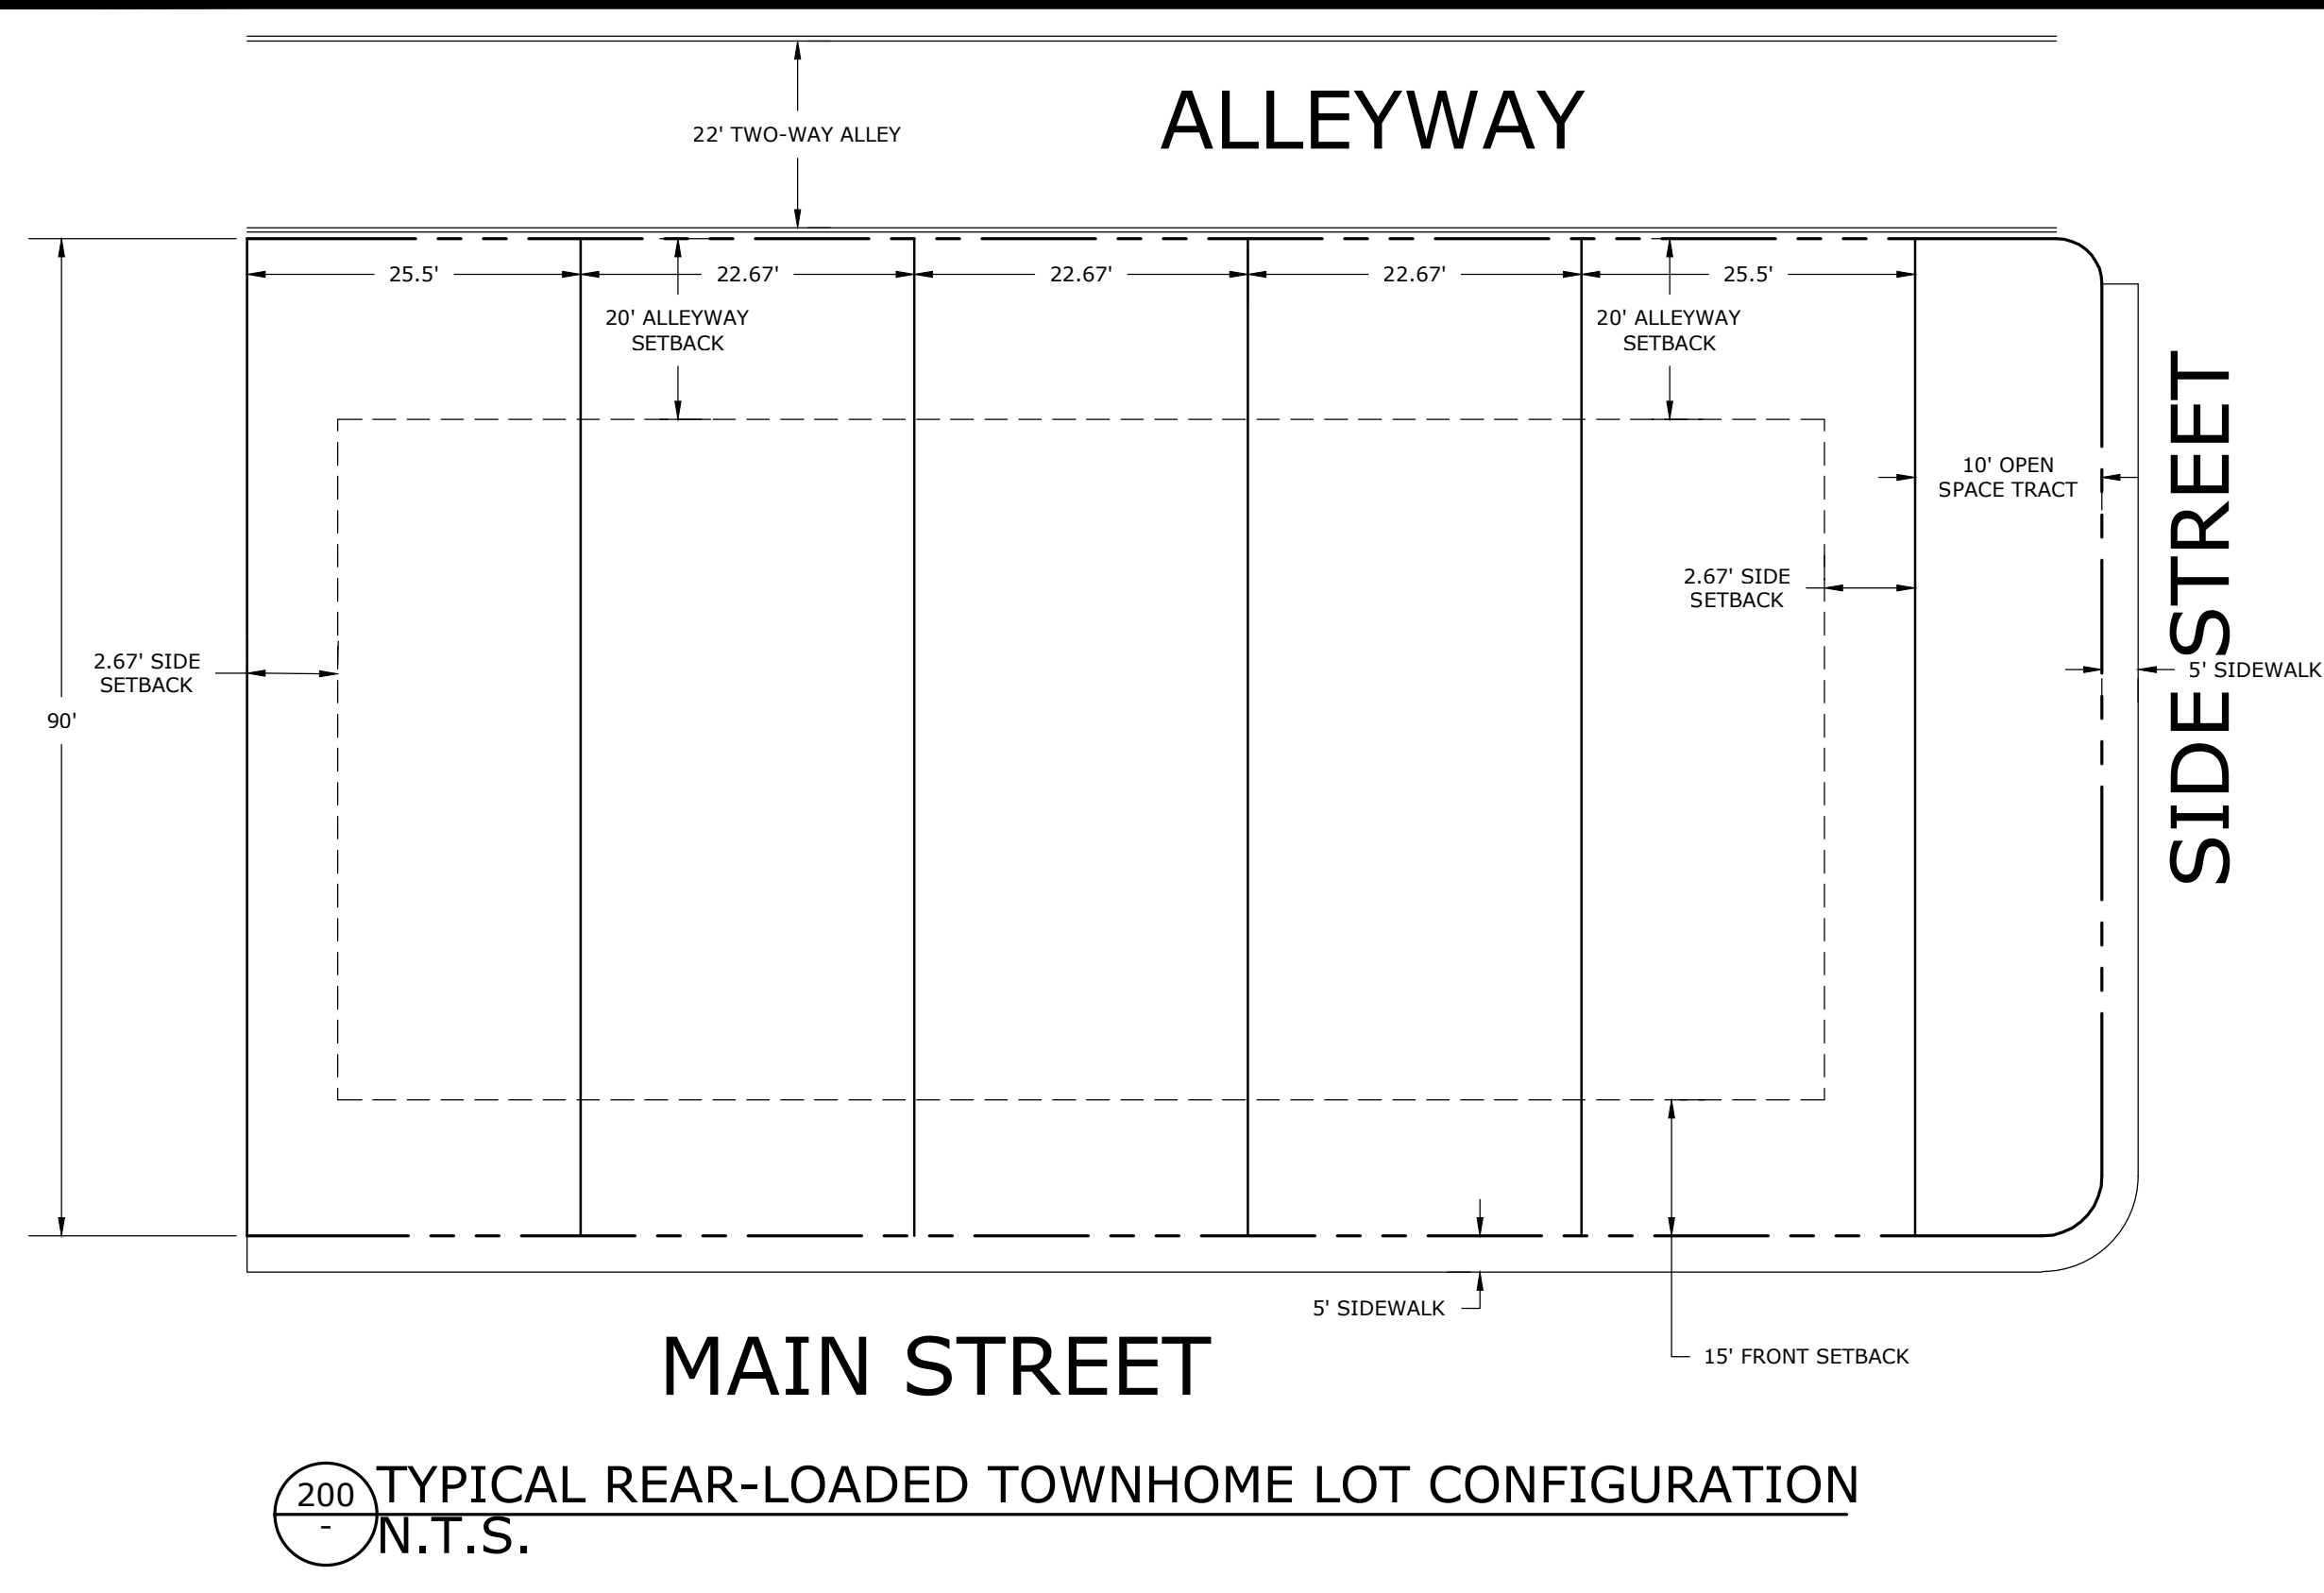 ALLEYWAY
22' TWO-WAY ALLEY
25.5'
22.67'
22.67'
22.67'
25.5'
20' ALLEYWAY
SETBACK
20' ALLEYWAY
SETBACK
10' OPEN
SPACE TRACT
2.67' SIDE
SETBACK
2.67' SIDE
SETBACK
5' SIDEWALK
SIDE STREET
90'
5' SIDEWALK
15' FRONT SETBACK
MAIN STREET
200
-
TYPICAL REAR-LOADED TOWNHOME LOT CONFIGURATION
N.T.S.